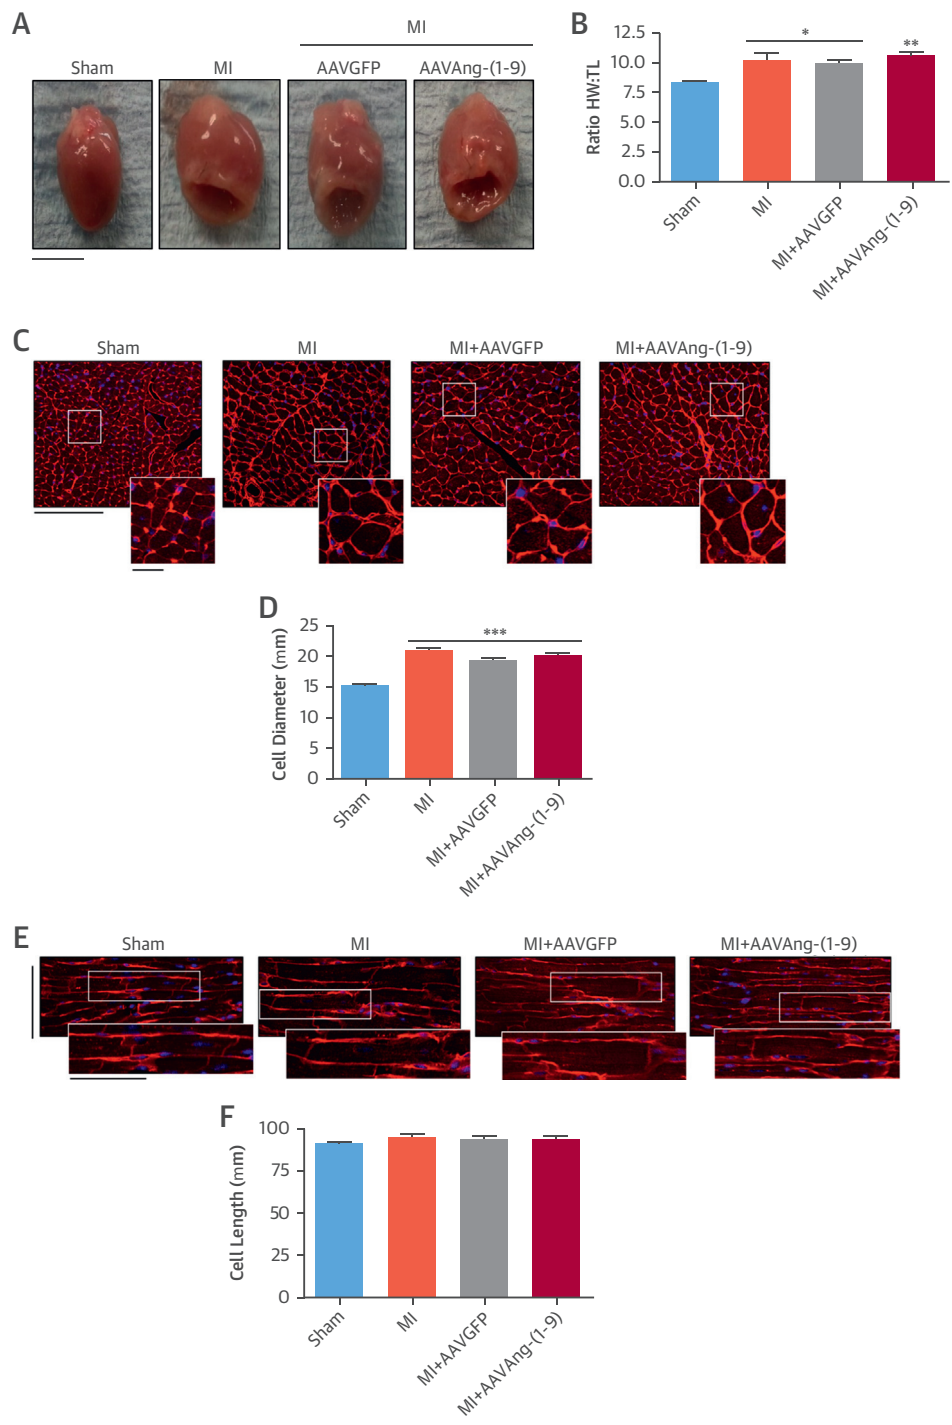 A
MI
Sham
MI
AAVGFP
AAVAng-(1-9)
B
Ratio HW:TL
12.5
10.0
7.5
5.0
2.5
0.0
*
**
Sham
MI
MI+AAVGFP
MI+AAVAng-(1-9)
C
Sham
MI
MI+AAVGFP
MI+AAVAng-(1-9)
D
Cell Diameter (mm)
25
20
15
10
5
0
***
Sham
MI
MI+AAVGFP
MI+AAVAng-(1-9)
E
Sham
MI
MI+AAVGFP
MI+AAVAng-(1-9)
F
Cell Length (mm)
100
75
50
25
0
Sham
MI
MI+AAVGFP
MI+AAVAng-(1-9)